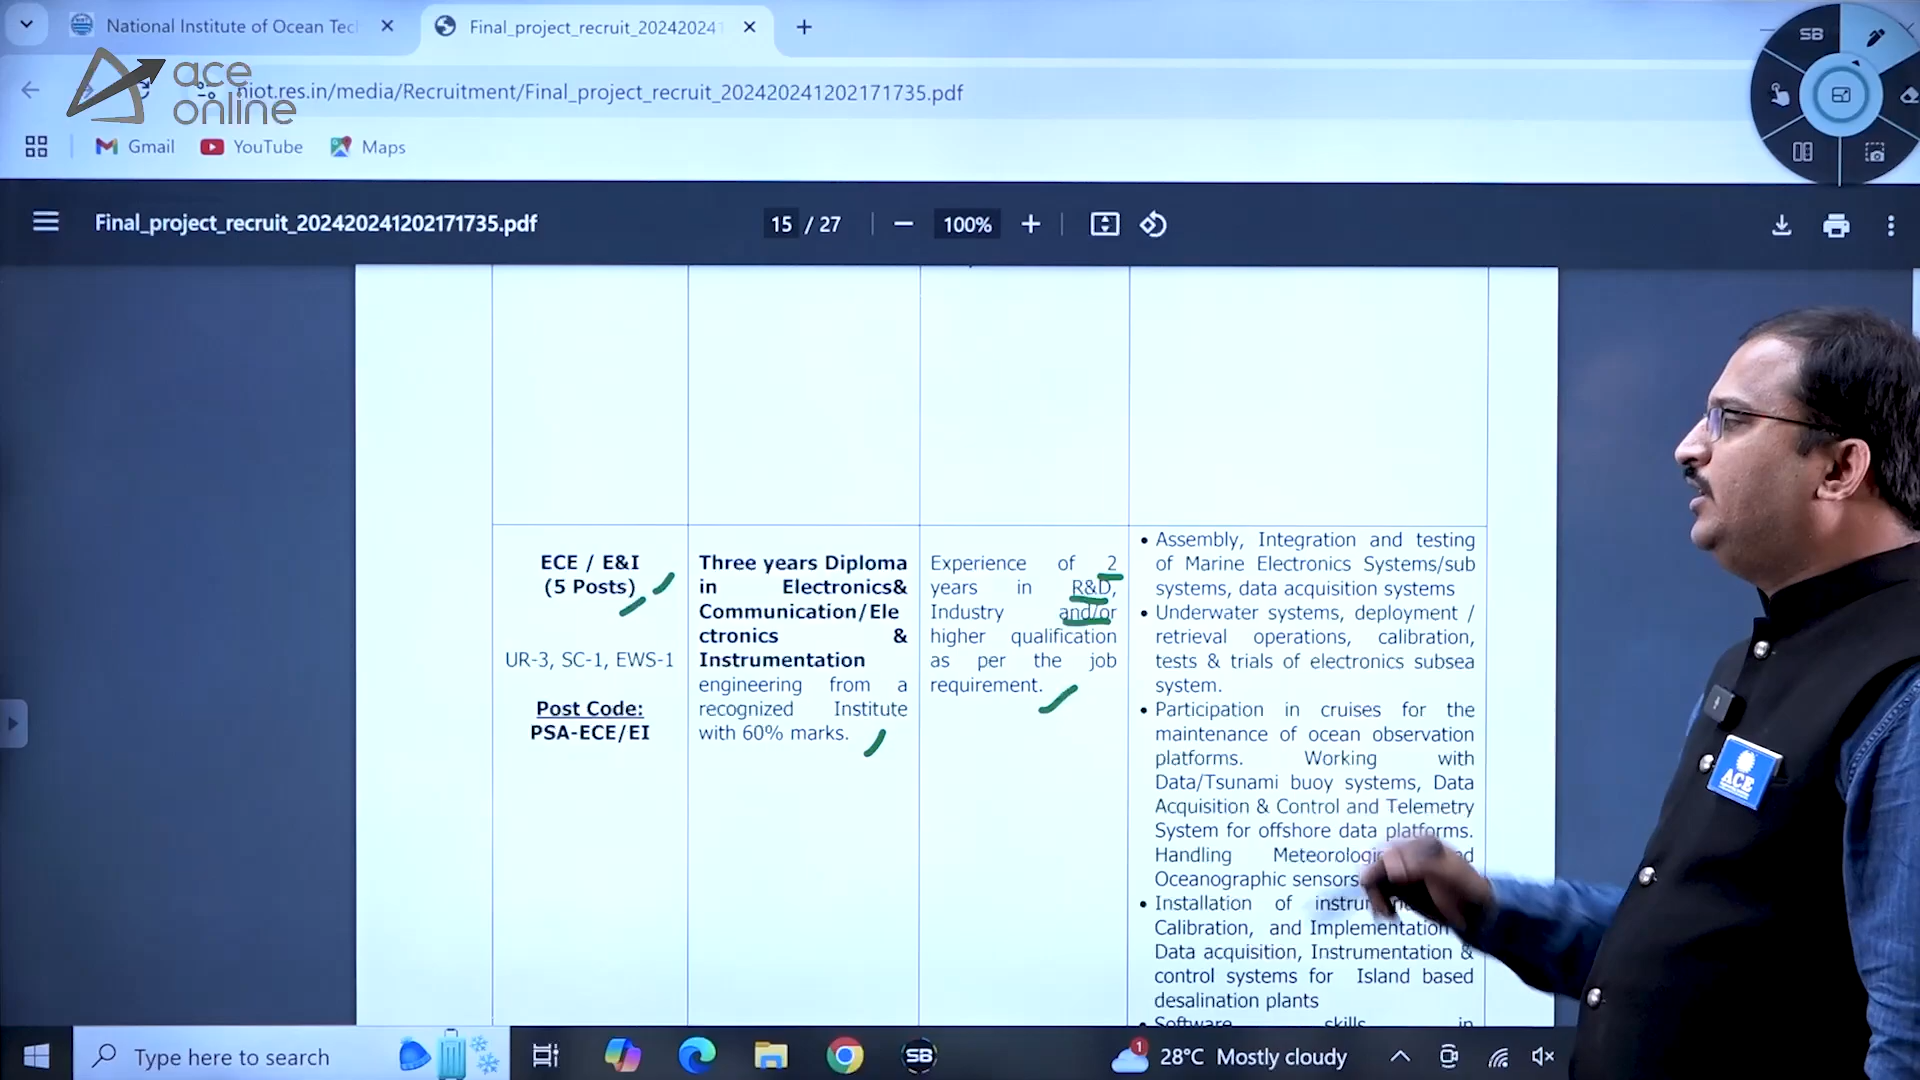 National Institute of Ocean Tec
Final_project_recruit_20242024
SB
ace
online
niot.res.in/media/Recruitment/Final_project_recruit_202420241202171735.pdf
Gmail
YouTube
Maps
Final_project_recruit_202420241202171735.pdf
15 / 27
100%
ECE / E&I
(5 Posts)
UR-3, SC-1, EWS-1
Post Code:
PSA-ECE/EI
Three years Diploma
in Electronics&
Communication/Ele
ctronics &
Instrumentation
engineering from a
recognized Institute
with 60% marks.
Experience of 2
years in R&D,
Industry and/or
higher qualification
as per the job
requirement.
• Assembly, Integration and testing
of Marine Electronics Systems/sub
systems, data acquisition systems
• Underwater systems, deployment /
retrieval operations, calibration,
tests & trials of electronics subsea
system.
• Participation in cruises for the
maintenance of ocean observation
platforms. Working with
Data/Tsunami buoy systems, Data
Acquisition & Control and Telemetry
System for offshore data platforms.
Handling
Oceanographic sensors
• Installation of
Calibration, and Implementation
Data acquisition, Instrumentation &
control systems for Island based
desalination plants
• Software skills in
ACE
Type here to search
SB
1
28°C Mostly cloudy